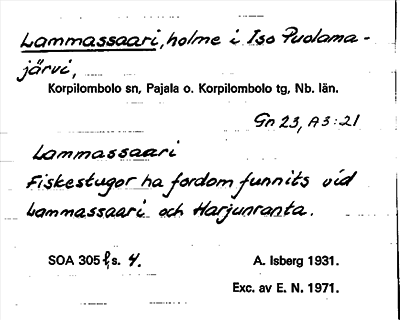 Lammassaari, holme i Iso Puolama-
järvi,
Korpilombolo sn, Pajala o. Korpilombolo tg, Nb. län.
Gn 23, A3:21
Lammassaari
Fiskestugor ha fordom funnits vid
Lammassaari och Harjunranta.
SOA 305 f, s. 4. A. Isberg 1931.
Exc. av E. N. 1971.